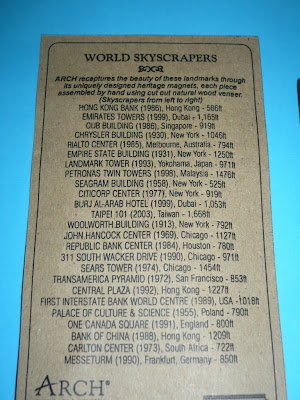 WORLD SKYSCRAPERS
ARCH recaptures the beauty of these landmarks through
its uniquely designed heritage magnets, each piece
assembled by hand using cut out natural wood veneer.
(Skyscrapers from left to right)
HONG KONG BANK (1985), Hong Kong - 586ft
EMIRATES TOWERS (1999), Dubai - 1,165ft
OUB BUILDING (1986), Singapore - 919ft
CHRYSLER BUILDING (1930), New York - 1046ft
RIALTO CENTER (1985), Melbourne, Australia - 794ft
EMPIRE STATE BUILDING (1931), New York - 1250ft
LANDMARK TOWER (1993), Yokohama, Japan - 971ft
PETRONAS TWIN TOWERS (1998), Malaysia - 1476ft
SEAGRAM BUILDING (1958), New York - 525ft
CITICORP CENTER (1977), New York - 919ft
BURJ AL-ARAB HOTEL (1999), Dubai - 1,053ft
TAIPEI 101 (2003), Taiwan - 1,668ft
WOOLWORTH BUILDING (1913), New York - 792ft
JOHN HANCOCK CENTER (1969), Chicago - 1127ft
REPUBLIC BANK CENTER (1984), Houston - 780ft
311 SOUTH WACKER DRIVE (1990), Chicago - 971ft
SEARS TOWER (1974), Chicago - 1454ft
TRANSAMERICA PYRAMID (1972), San Francisco - 853ft
CENTRAL PLAZA (1992), Hong Kong - 1227ft
FIRST INTERSTATE BANK WORLD CENTRE (1989), USA -1018ft
PALACE OF CULTURE & SCIENCE (1955), Poland - 790ft
ONE CANADA SQUARE (1991), England - 800ft
BANK OF CHINA (1988), Hong Kong - 1209ft
CARLTON CENTER (1973), South Africa - 722ft
MESSETURM (1990), Frankfurt, Germany - 850ft
ARCH®